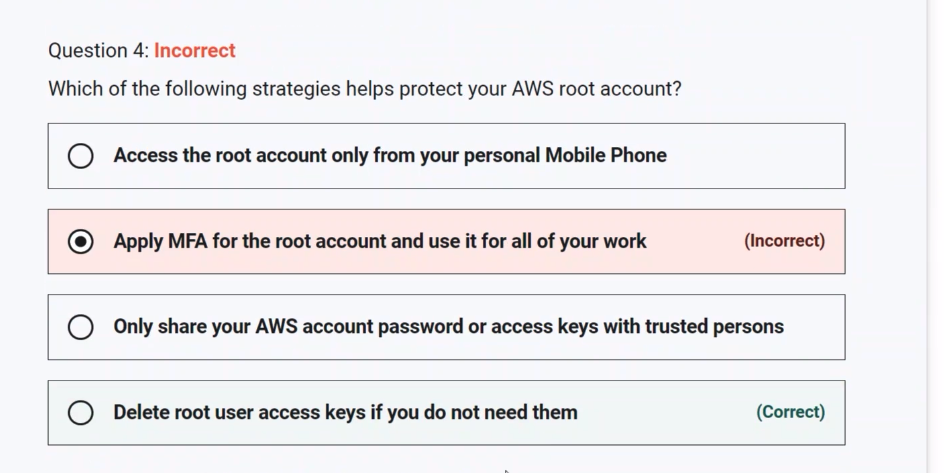 Question 4: Incorrect
Which of the following strategies helps protect your AWS root account?
Access the root account only from your personal Mobile Phone
Apply MFA for the root account and use it for all of your work (Incorrect)
Only share your AWS account password or access keys with trusted persons
Delete root user access keys if you do not need them (Correct)